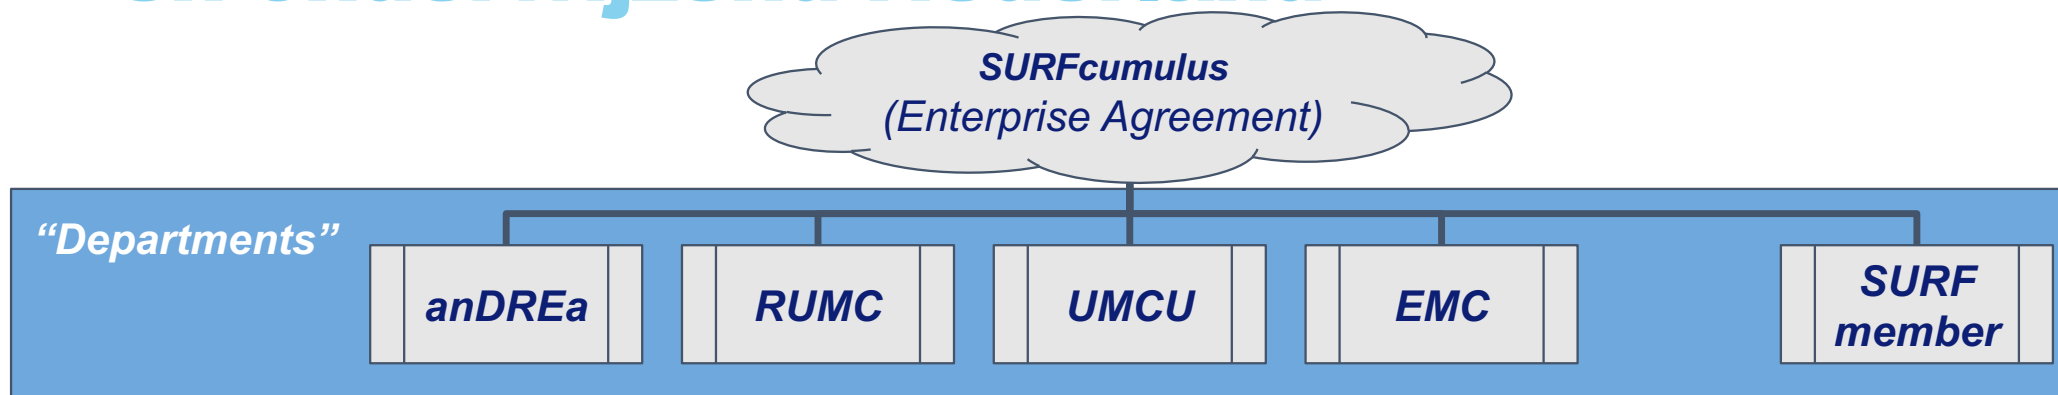 SURFcumulus
(Enterprise Agreement)
“Departments”
anDREa
RUMC
UMCU
EMC
SURF
member